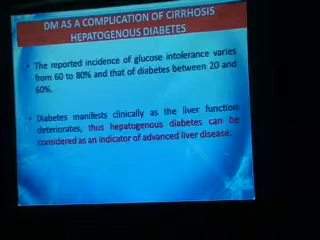 DM AS A COMPLICATION OF CIRRHOSIS
HEPATOGENOUS DIABETES
• The reported incidence of glucose intolerance varies
from 60 to 80% and that of diabetes between 20 and
60%.
• Diabetes manifests clinically as the liver function
deteriorates, thus hepatogenous diabetes can be
considered as an indicator of advanced liver disease.